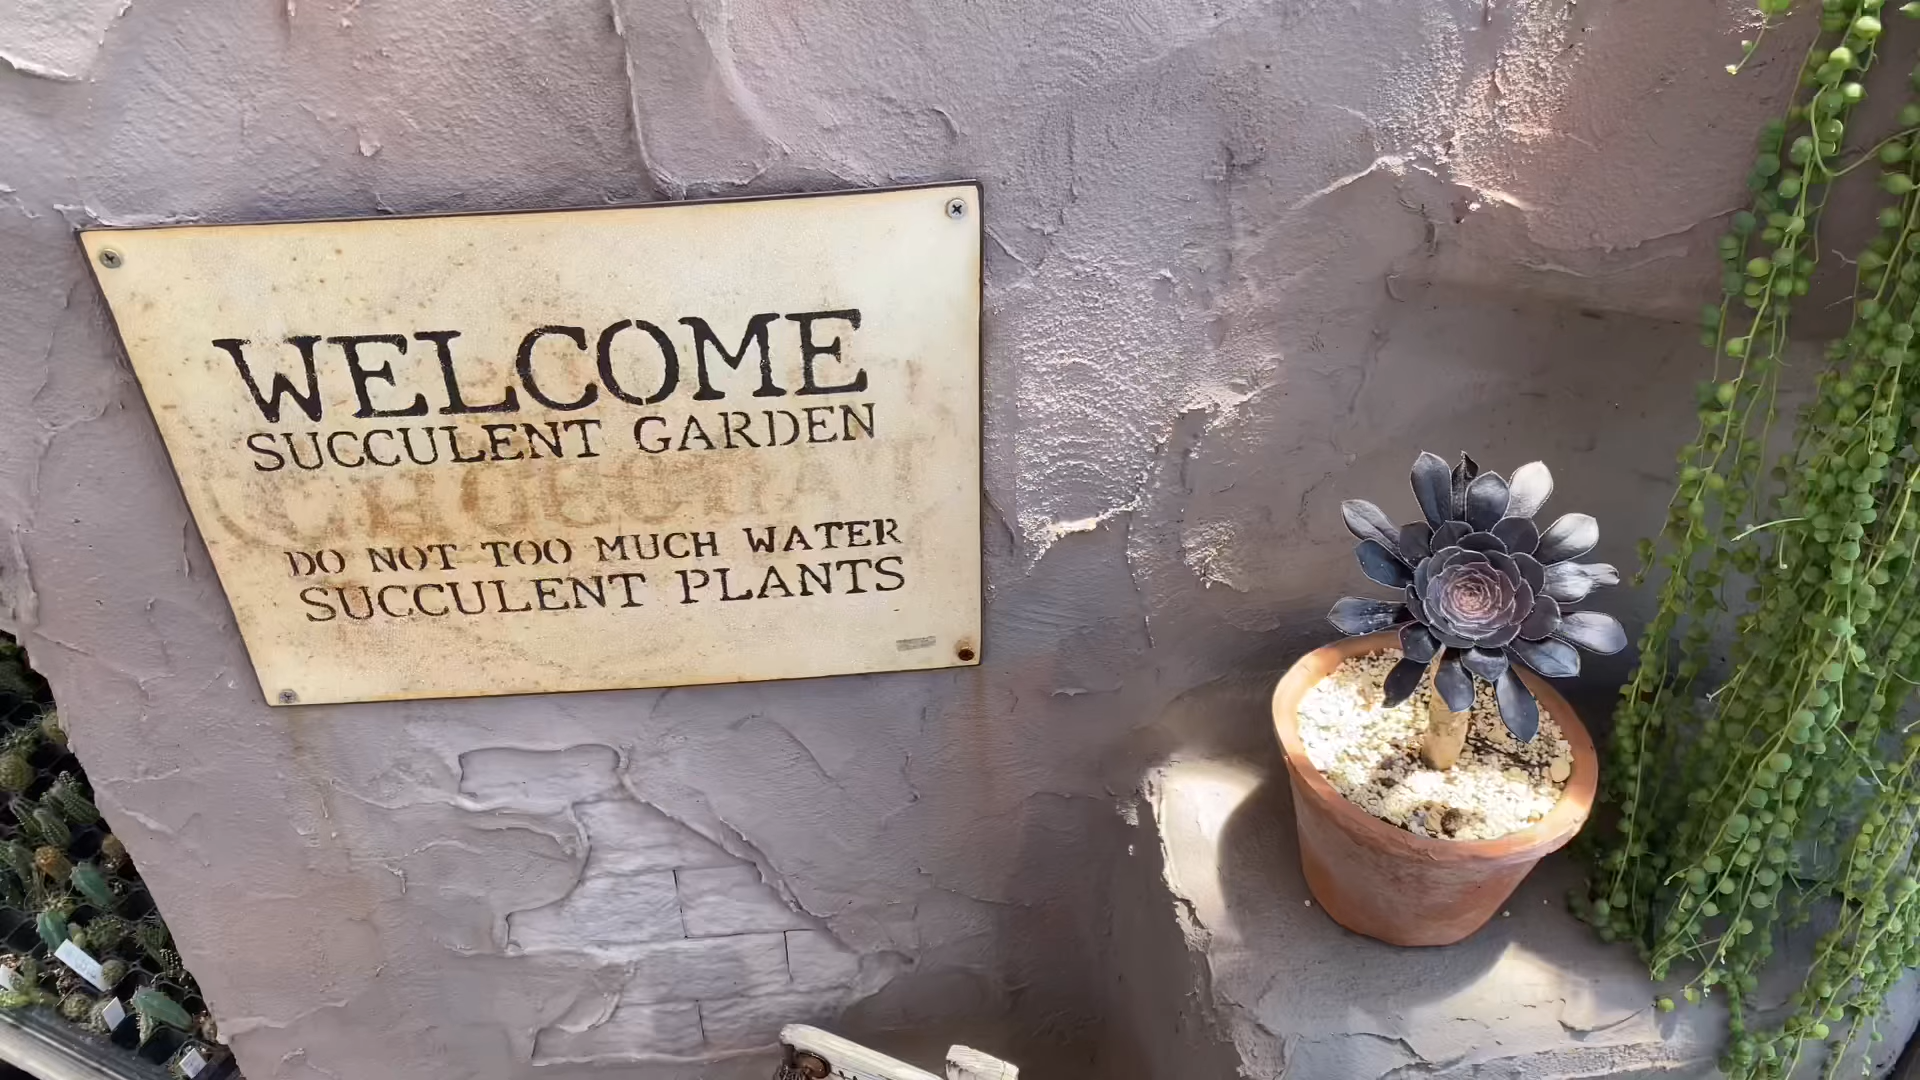 WELCOME
SUCCULENT GARDEN
DO NOT TOO MUCH WATER
SUCCULENT PLANTS